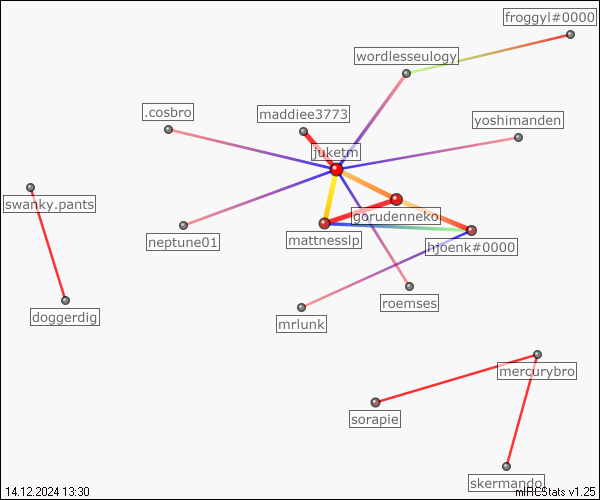 froggyl#0000
wordlesseulogy
.cosbro
maddiee3773
yoshimanden
juketm
swanky.pants
gorudenneko
neptune01
mattnesslp
hjoenk#0000
roemses
doggerdig
mrlunk
mercurybro
sorapie
skermando
14.12.2024 13:30
mIRCStats v1.25